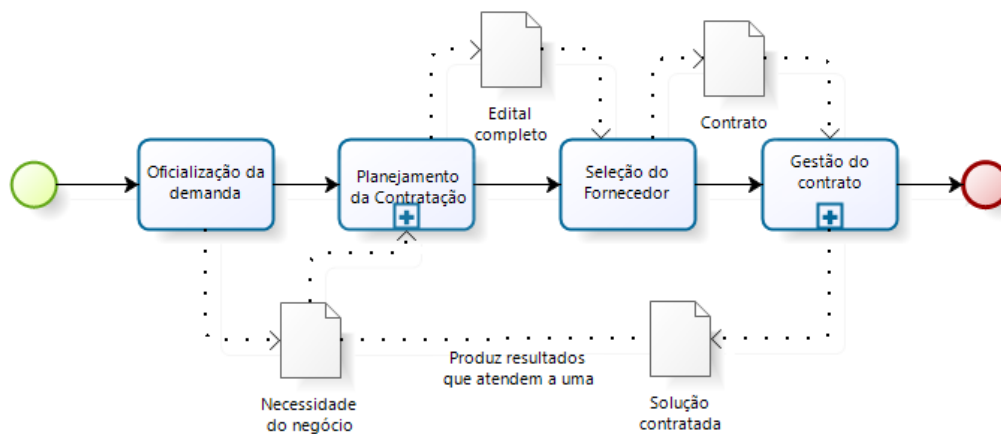 Edital
completo
Contrato
Oficialização da
demanda
Planejamento
da Contratação
Seleção do
Fornecedor
Gestão do
contrato
Produz resultados
que atendem a uma
Necessidade
do negócio
Solução
contratada